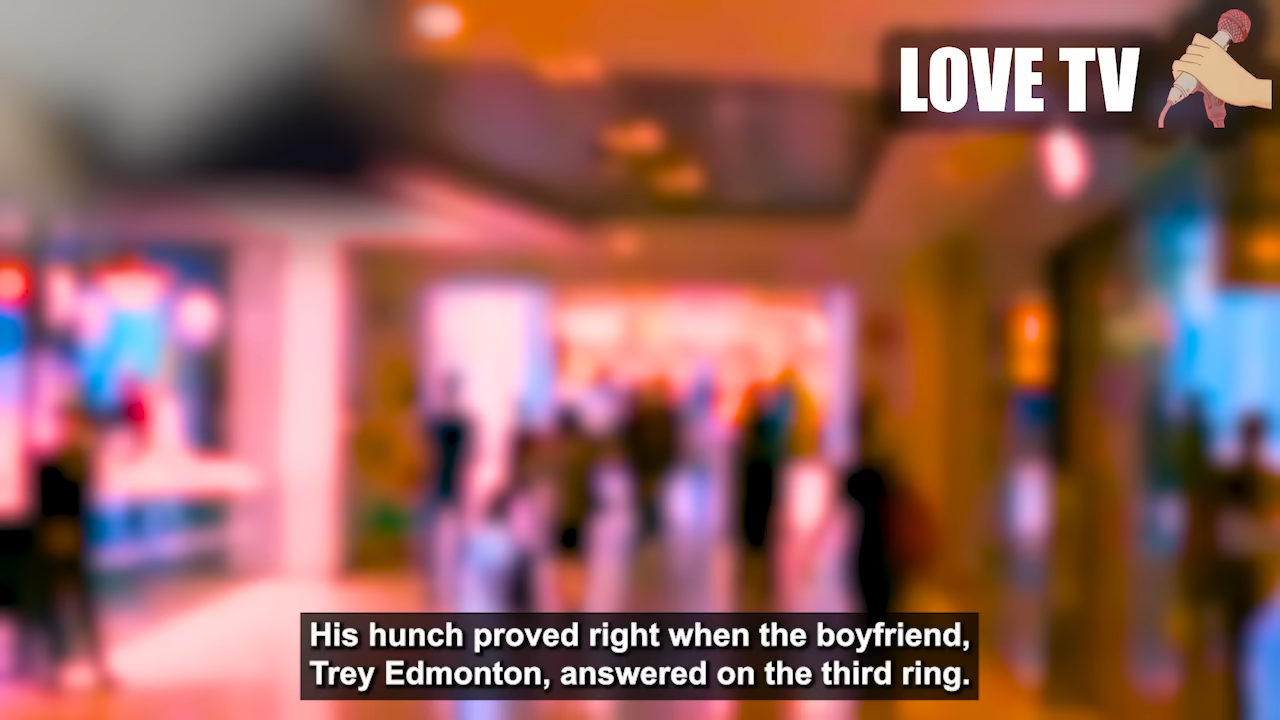 LOVE TV
His hunch proved right when the boyfriend,
Trey Edmonton, answered on the third ring.